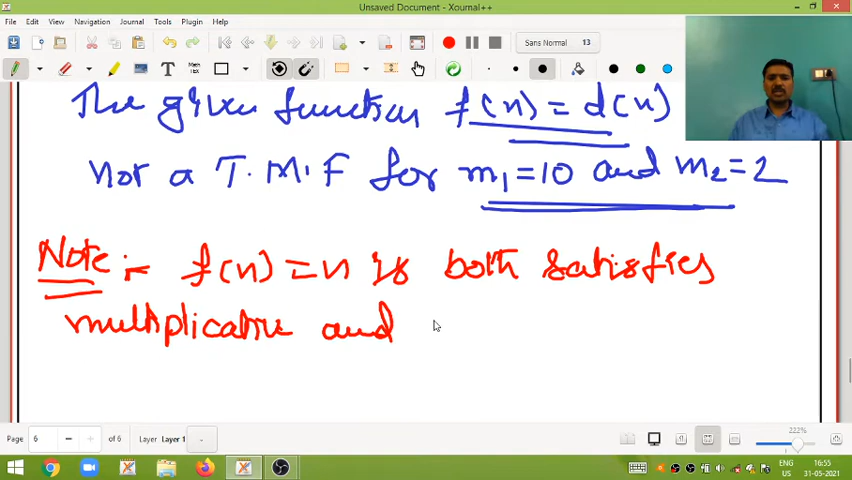 Unsaved Document - Xournal++
File Edit View Navigation Journal Tools Plugin Help
Sans Normal 13
The given function f(n) = d(n)
not a T.M.F for m₁=10 and m₂=2
Note :- f(n) = n is both satisfies
multiplicative and
Page 6 of 6 Layer Layer 1
222%
ENG 16:55
US 31-05-2021